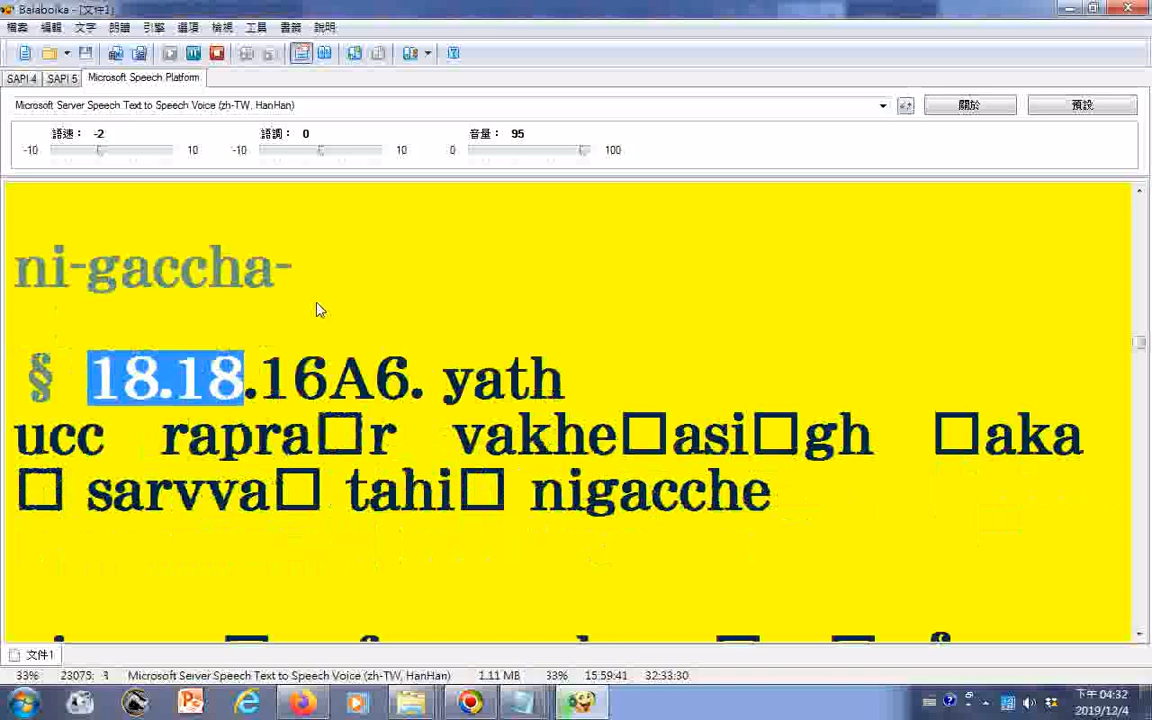 Balabolka - [文件1]
檔案 編輯 文字 朗讀 引擎 選項 檢視 工具 書籤 說明
SAPI 4 SAPI 5 Microsoft Speech Platform
Microsoft Server Speech Text to Speech Voice (zh-TW, HanHan) 關於 預設
語速： -2 語調： 0 音量： 95
-10 10 -10 10 0 100
ni-gaccha-
§ 18.18.16A6. yath
ucc rapra□r vakhe□asi□gh □aka
□ sarvva□ tahi□ nigacche
文件1
33% 23075: Microsoft Server Speech Text to Speech Voice (zh-TW, HanHan) 1.11 MB 33% 15:59:41 32:33:30
下午 04:32
2019/12/4